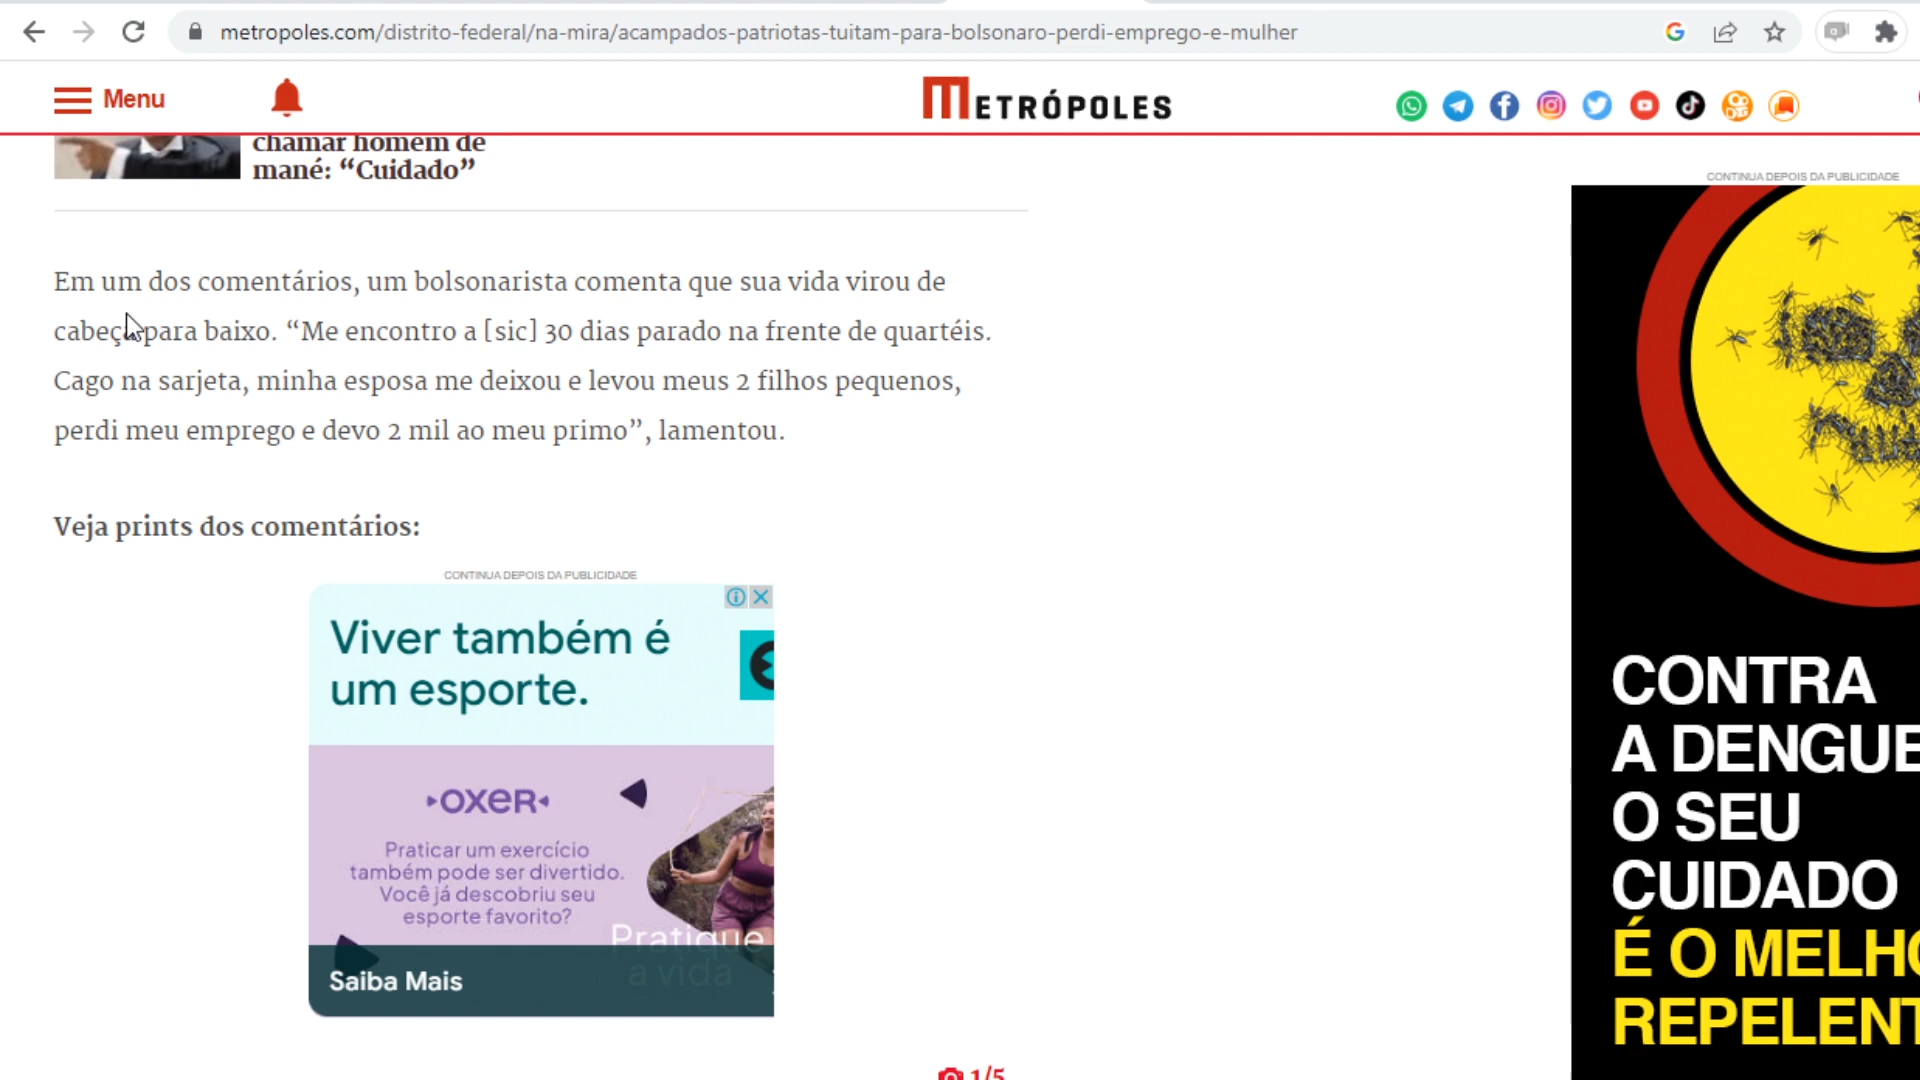 metropoles.com/distrito-federal/na-mira/acampados-patriotas-tuitam-para-bolsonaro-perdi-emprego-e-mulher
Menu
METRÓPOLES
chamar homem de
mané: “Cuidado”
Em um dos comentários, um bolsonarista comenta que sua vida virou de
cabeça para baixo. “Me encontro a [sic] 30 dias parado na frente de quartéis.
Cago na sarjeta, minha esposa me deixou e levou meus 2 filhos pequenos,
perdi meu emprego e devo 2 mil ao meu primo”, lamentou.
Veja prints dos comentários:
CONTINUA DEPOIS DA PUBLICIDADE
Viver também é
um esporte.
OXER
Praticar um exercício
também pode ser divertido.
Você já descobriu seu
esporte favorito?
Pratique
a vida
Saiba Mais
1/5
CONTINUA DEPOIS DA PUBLICIDADE
CONTRA
A DENGUE
O SEU
CUIDADO
É O MELHO
REPELENT